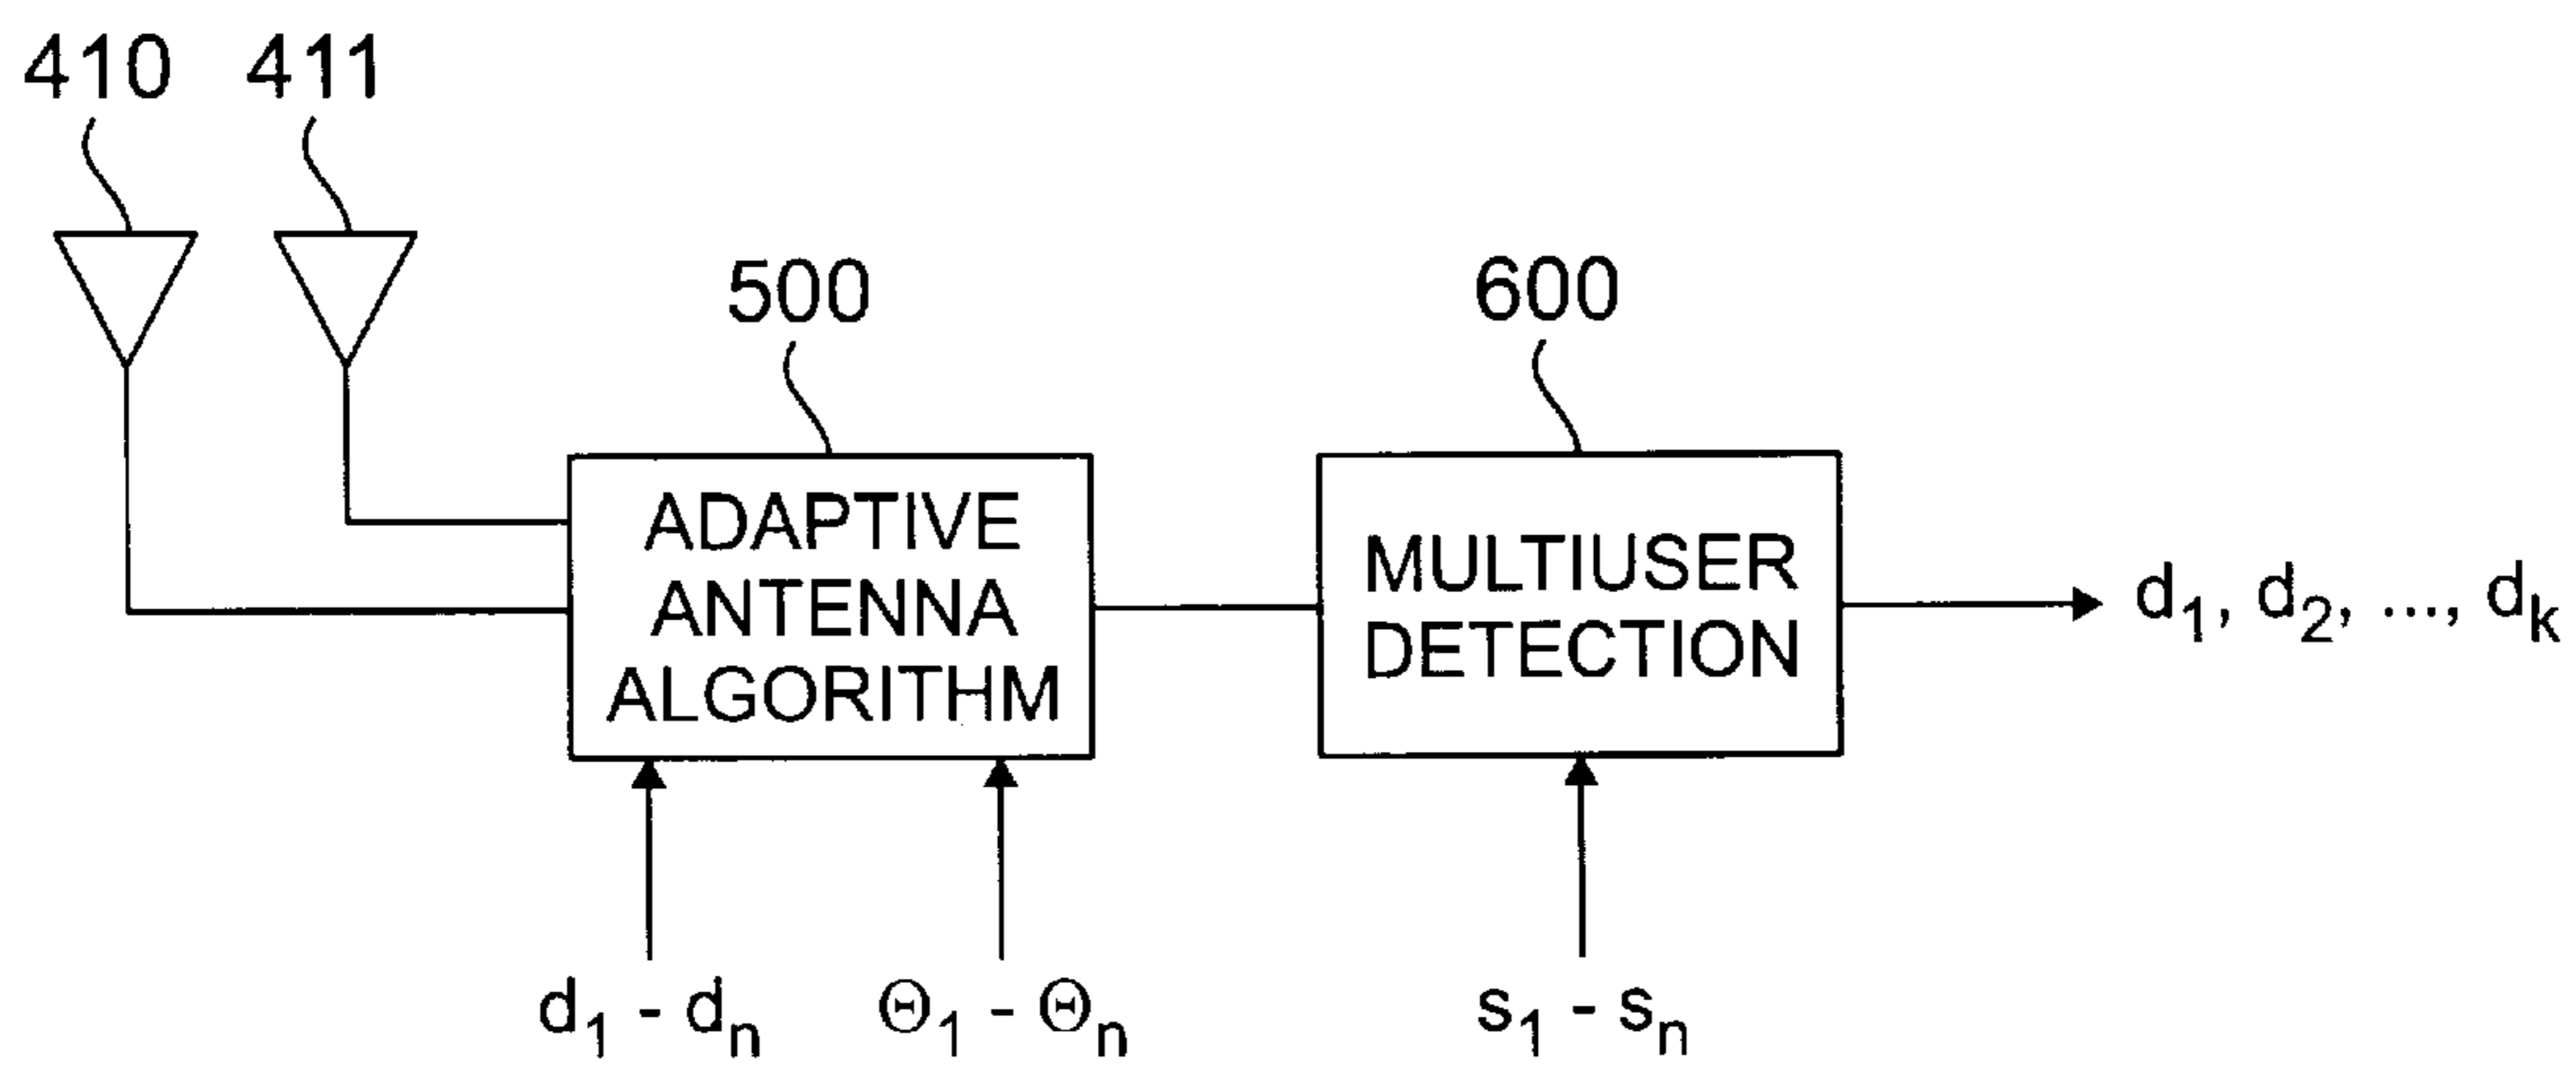 410 411
500
600
ADAPTIVE
ANTENNA
ALGORITHM
MULTIUSER
DETECTION
d₁, d₂, ..., dₖ
d₁ - dₙ
Θ₁ - Θₙ
s₁ - sₙ